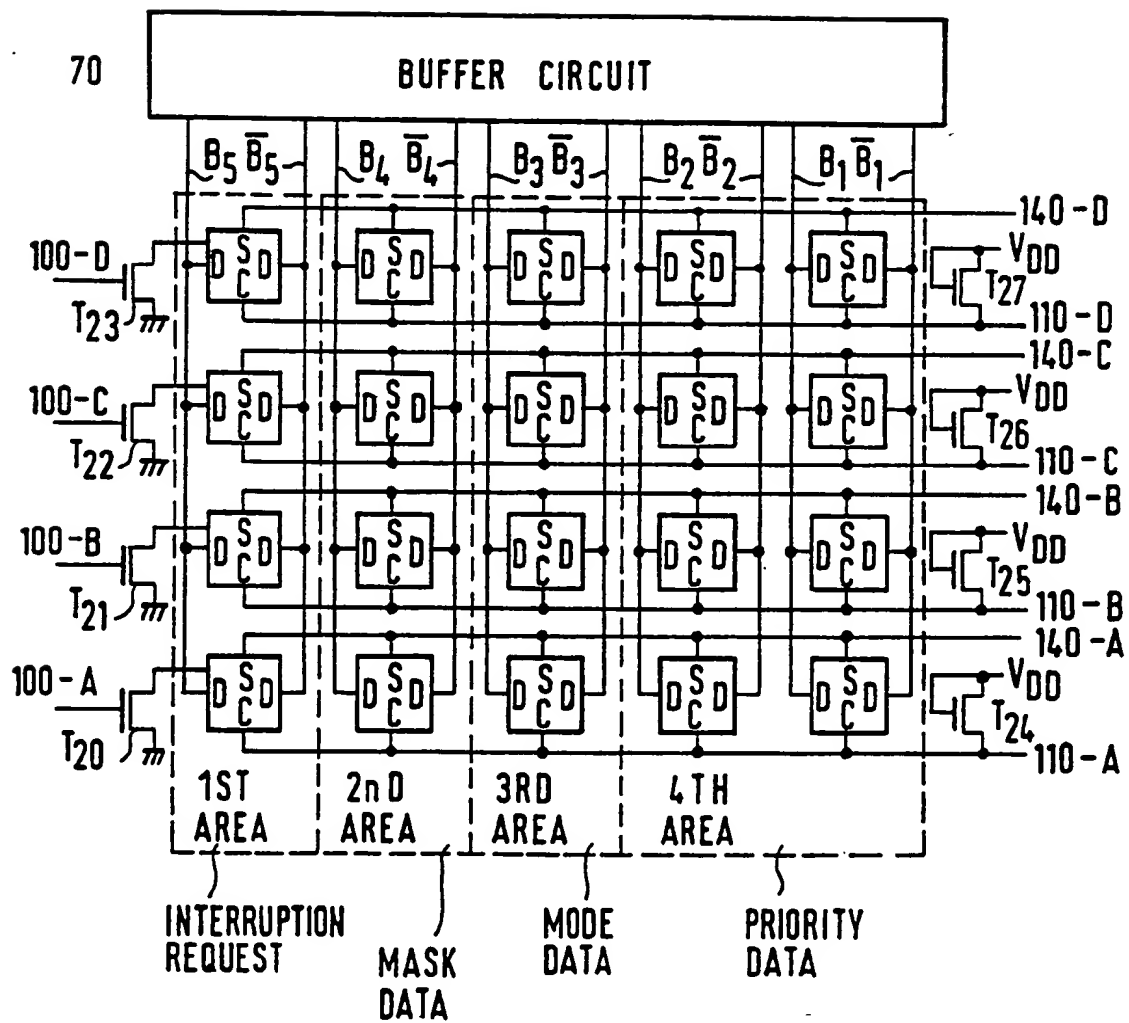 70
BUFFER CIRCUIT
B5 B̅5 B4 B̅4 B3 B̅3 B2 B̅2 B1 B̅1
140-D
100-D
D S C D D S C D D S C D D S C D D S C D
VDD
T27
T23
110-D
140-C
100-C
D S C D D S C D D S C D D S C D D S C D
VDD
T26
T22
110-C
140-B
100-B
D S C D D S C D D S C D D S C D D S C D
VDD
T25
T21
110-B
140-A
100-A
D S C D D S C D D S C D D S C D D S C D
VDD
T24
T20
110-A
1ST AREA
2nD AREA
3RD AREA
4TH AREA
INTERRUPTION
REQUEST
MASK
DATA
MODE
DATA
PRIORITY
DATA